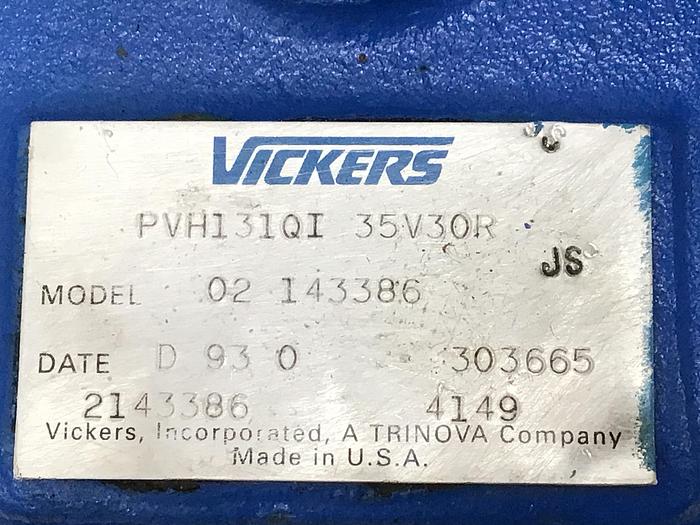 VICKERS
PVH131QI 35V30R
JS
MODEL 02 143386
DATE D 93 0 303665
2143386 4149
Vickers, Incorporated, A TRINOVA Company
Made in U.S.A.